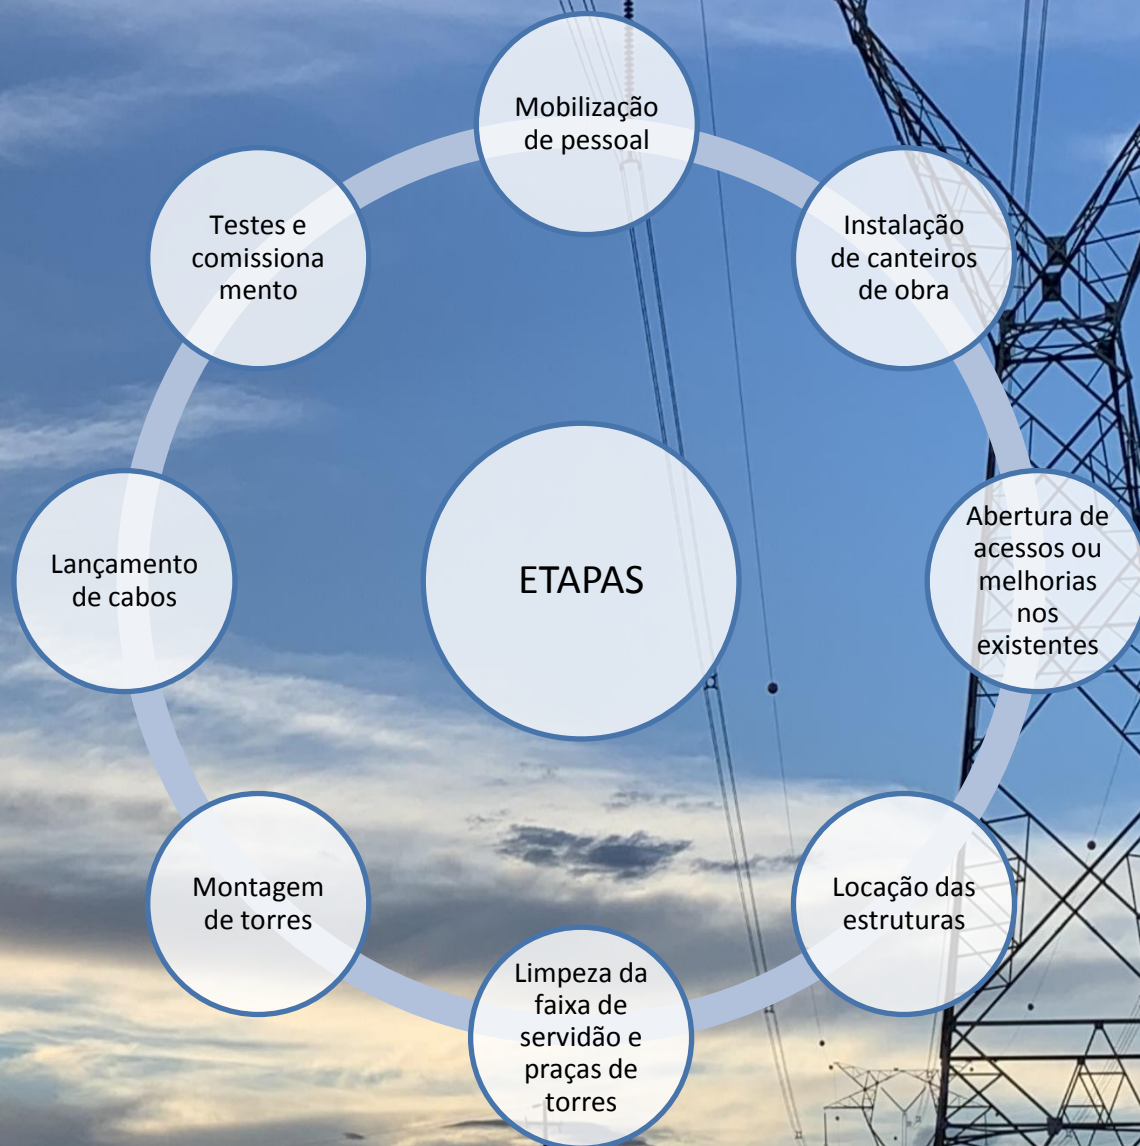 Mobilização
de pessoal
Instalação
de canteiros
de obra
Abertura de
acessos ou
melhorias
nos
existentes
Locação das
estruturas
Limpeza da
faixa de
servidão e
praças de
torres
Montagem
de torres
Lançamento
de cabos
Testes e
comissiona
mento
ETAPAS